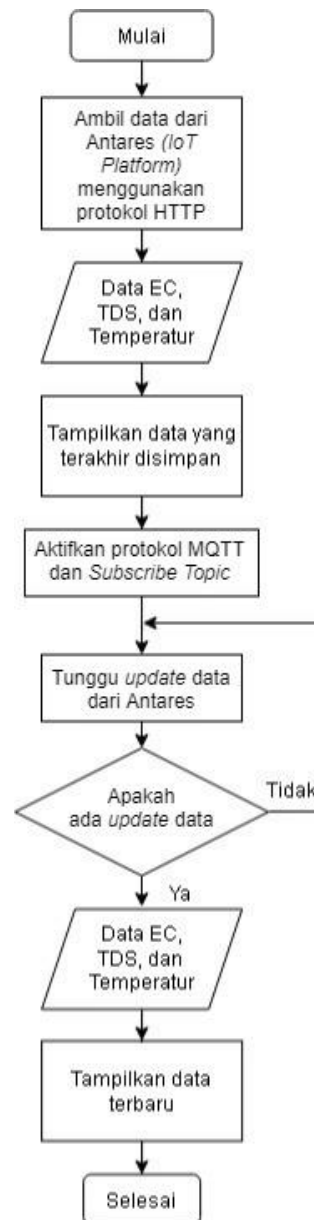 Mulai
Ambil data dari
Antares (IoT
Platform)
menggunakan
protokol HTTP
Data EC,
TDS, dan
Temperatur
Tampilkan data yang
terakhir disimpan
Aktifkan protokol MQTT
dan Subscribe Topic
Tunggu update data
dari Antares
Apakah
ada update data
Tidak
Ya
Data EC,
TDS, dan
Temperatur
Tampilkan data
terbaru
Selesai